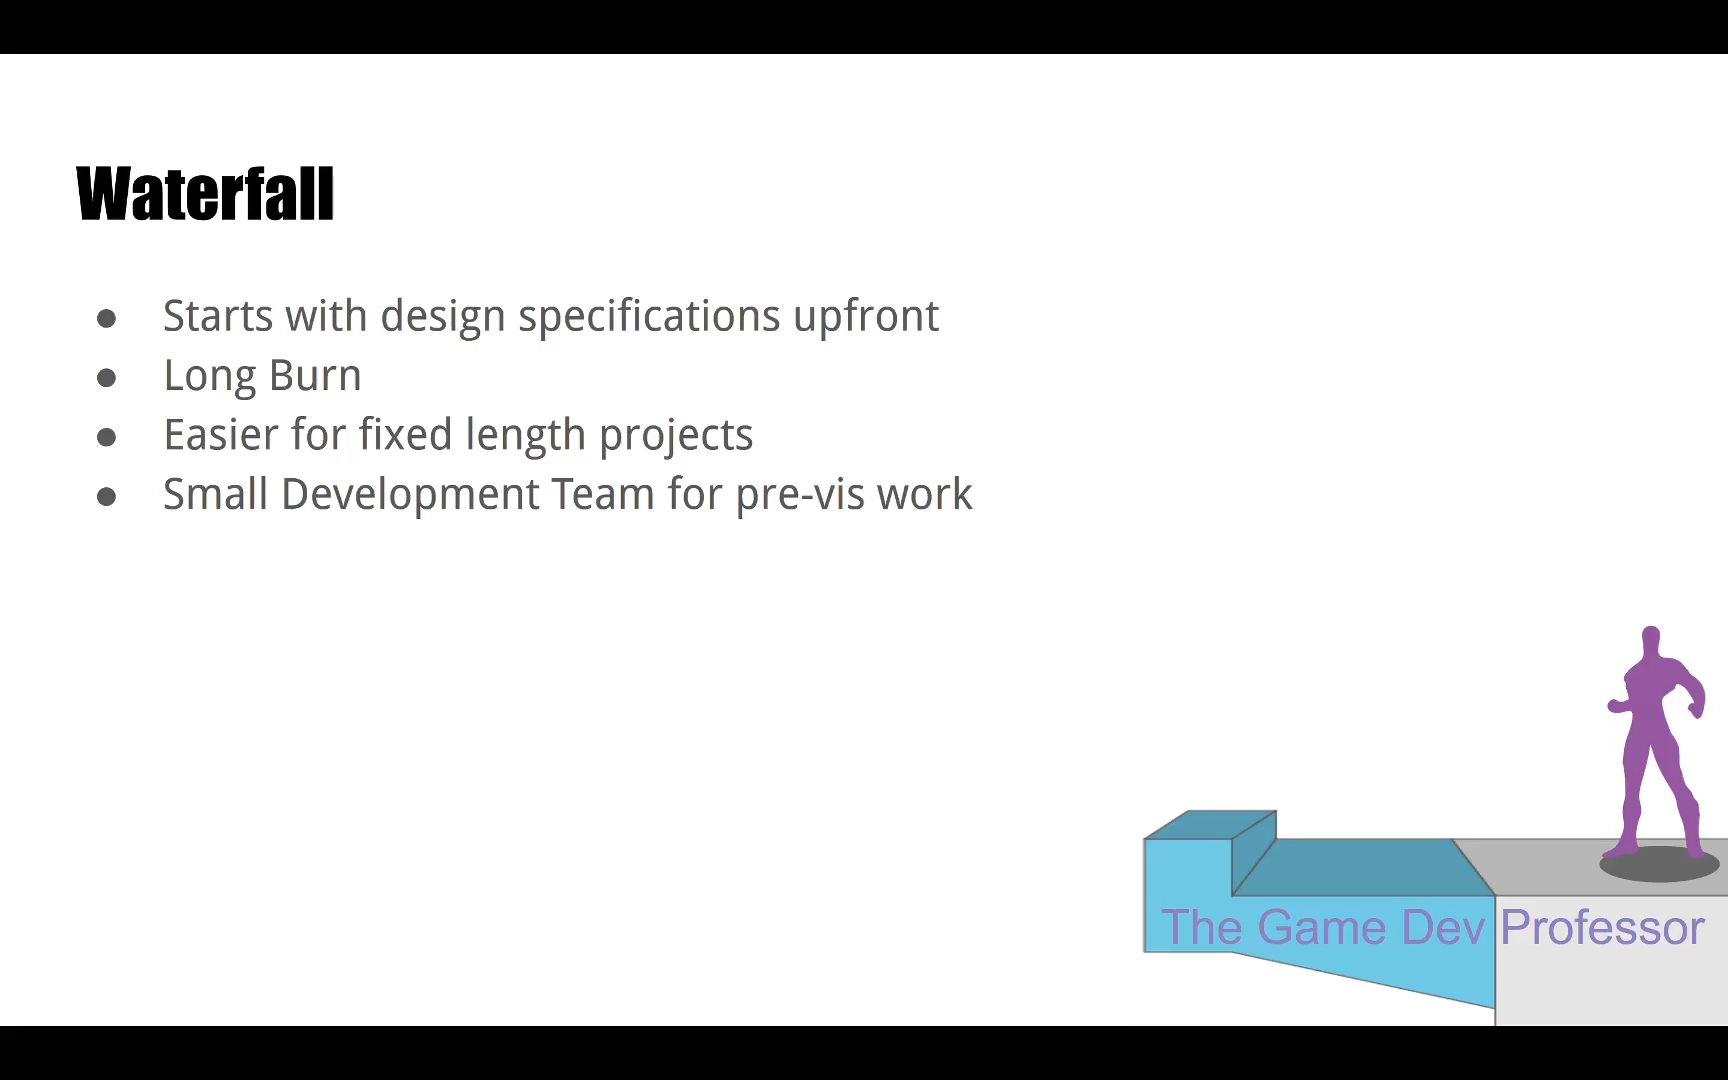 Waterfall
● Starts with design specifications upfront
● Long Burn
● Easier for fixed length projects
● Small Development Team for pre-vis work
The Game Dev Professor